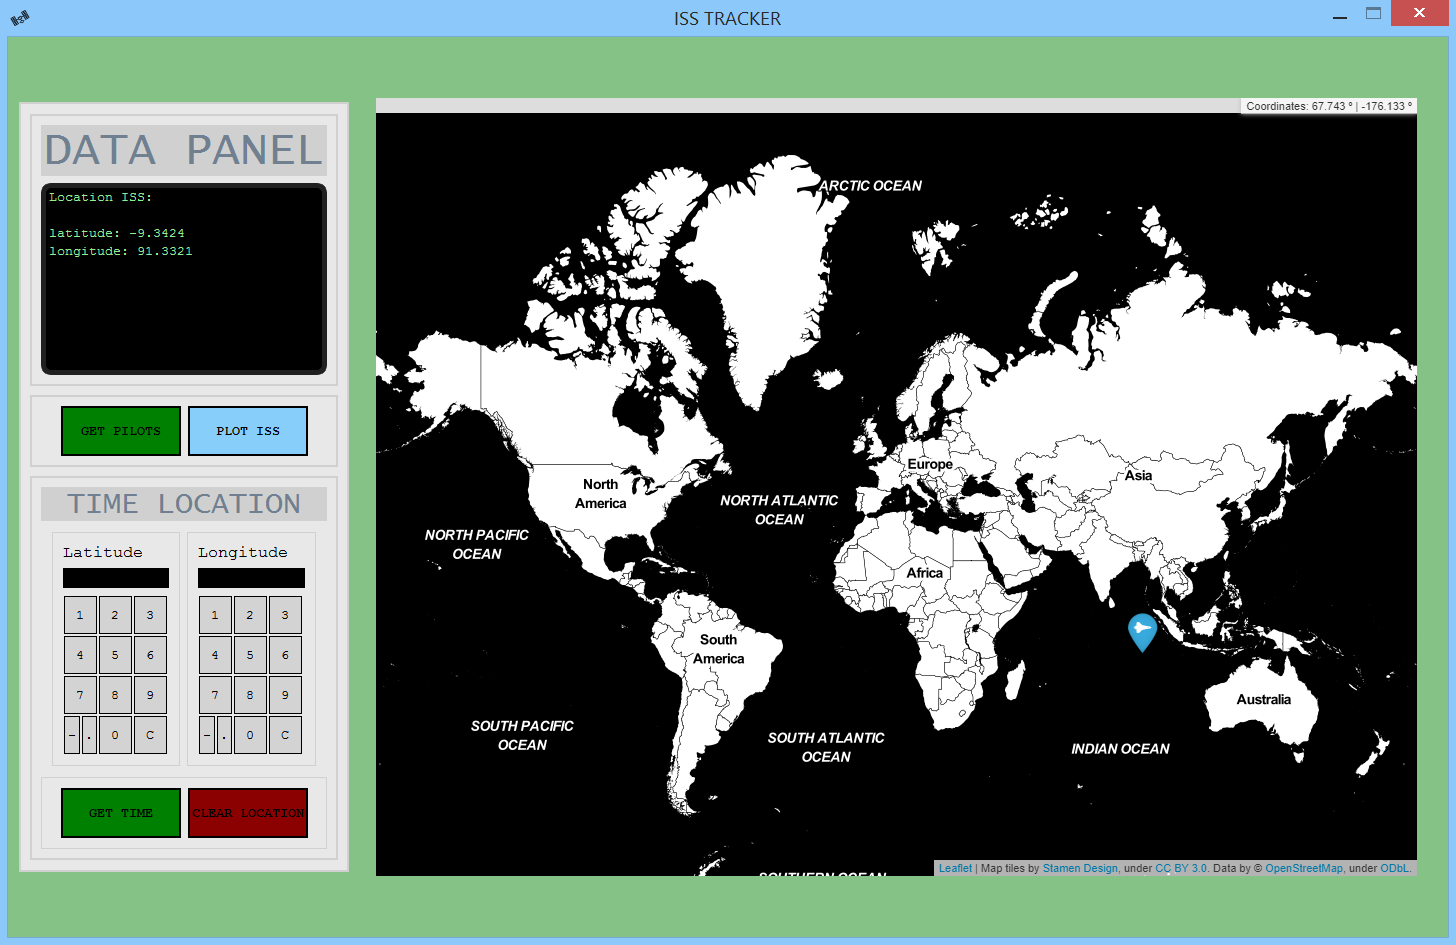 ISS TRACKER
DATA PANEL
Location ISS:
latitude: -9.3424
longitude: 91.3321
GET PILOTS
PLOT ISS
TIME LOCATION
Latitude
Longitude
1 2 3
4 5 6
7 8 9
- . 0 C
1 2 3
4 5 6
7 8 9
- . 0 C
GET TIME
CLEAR LOCATION
Coordinates: 67.743 º | -176.133 º
ARCTIC OCEAN
Europe
Asia
North
America
NORTH ATLANTIC
OCEAN
NORTH PACIFIC
OCEAN
Africa
South
America
Australia
SOUTH PACIFIC
OCEAN
SOUTH ATLANTIC
OCEAN
INDIAN OCEAN
SOUTHERN OCEAN
Leaflet | Map tiles by Stamen Design, under CC BY 3.0. Data by © OpenStreetMap, under ODbL.